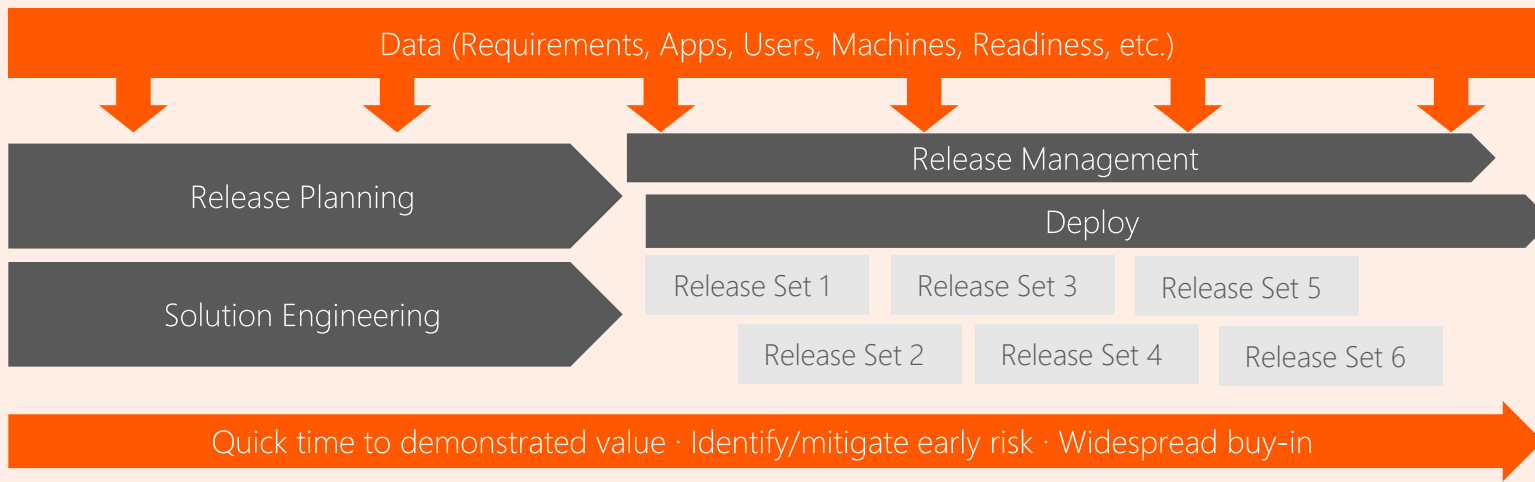 Data (Requirements, Apps, Users, Machines, Readiness, etc.)
Release Planning
Solution Engineering
Release Management
Deploy
Release Set 1
Release Set 3
Release Set 5
Release Set 2
Release Set 4
Release Set 6
Quick time to demonstrated value · Identify/mitigate early risk · Widespread buy-in